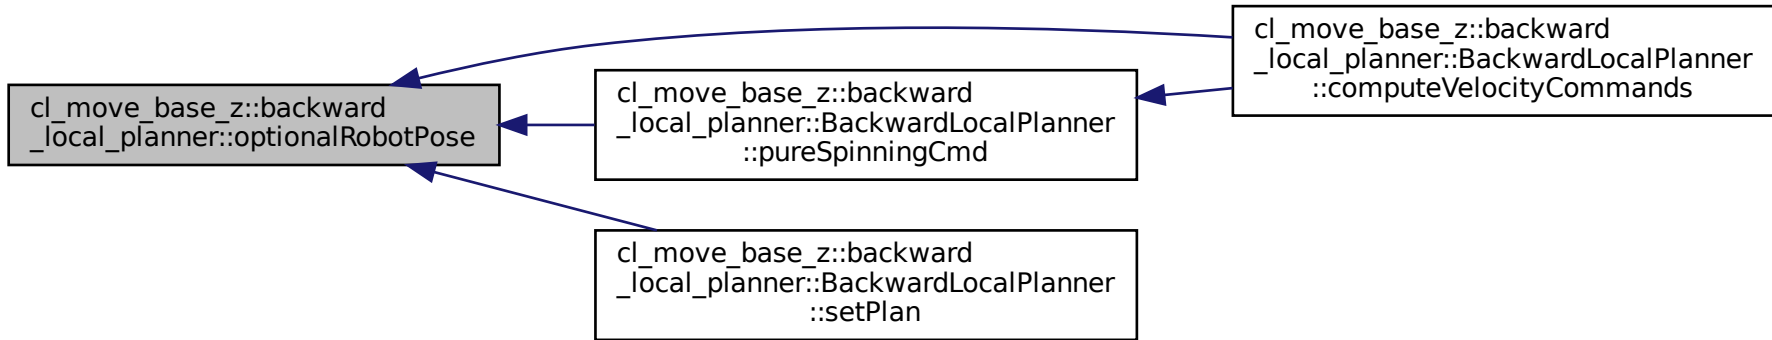 cl_move_base_z::backward
_local_planner::optionalRobotPose
cl_move_base_z::backward
_local_planner::BackwardLocalPlanner
::pureSpinningCmd
cl_move_base_z::backward
_local_planner::BackwardLocalPlanner
::computeVelocityCommands
cl_move_base_z::backward
_local_planner::BackwardLocalPlanner
::setPlan